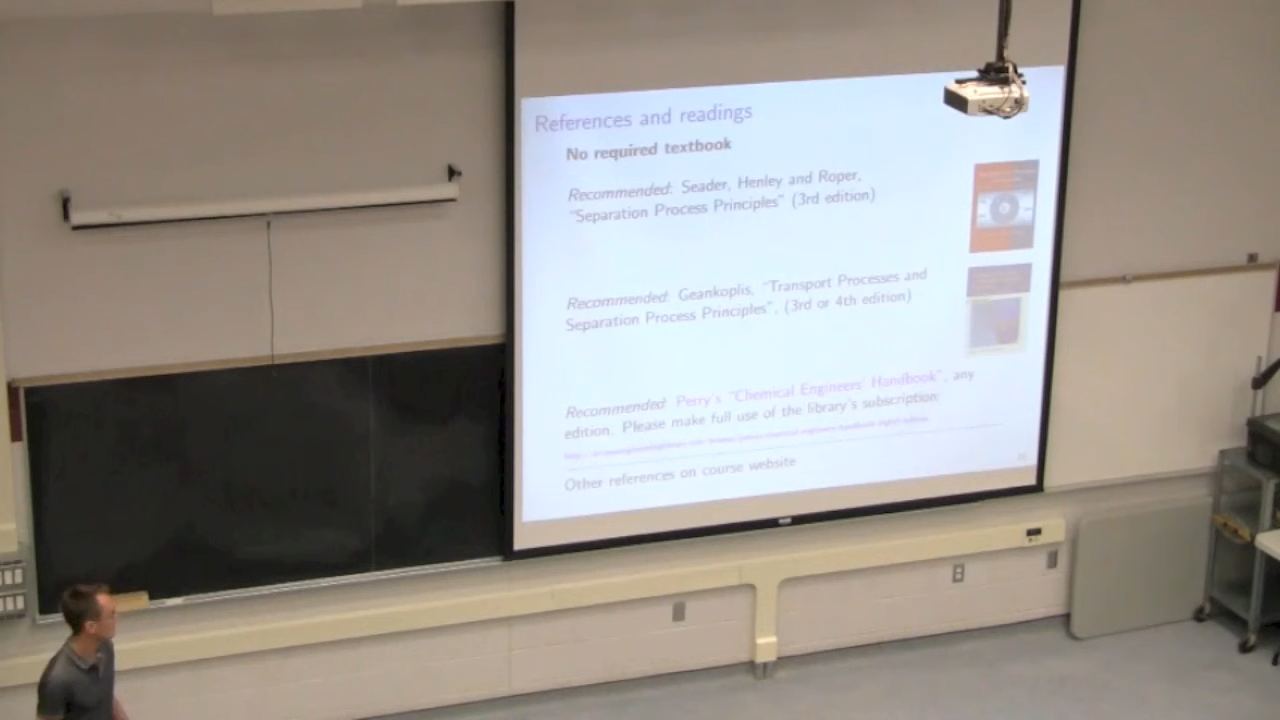 References and readings
No required textbook
Recommended: Seader, Henley and Roper,
"Separation Process Principles" (3rd edition)
Recommended: Geankoplis, "Transport Processes and
Separation Process Principles", (3rd or 4th edition)
Recommended: Perry's "Chemical Engineers' Handbook", any
edition. Please make full use of the library's subscription:
Other references on course website